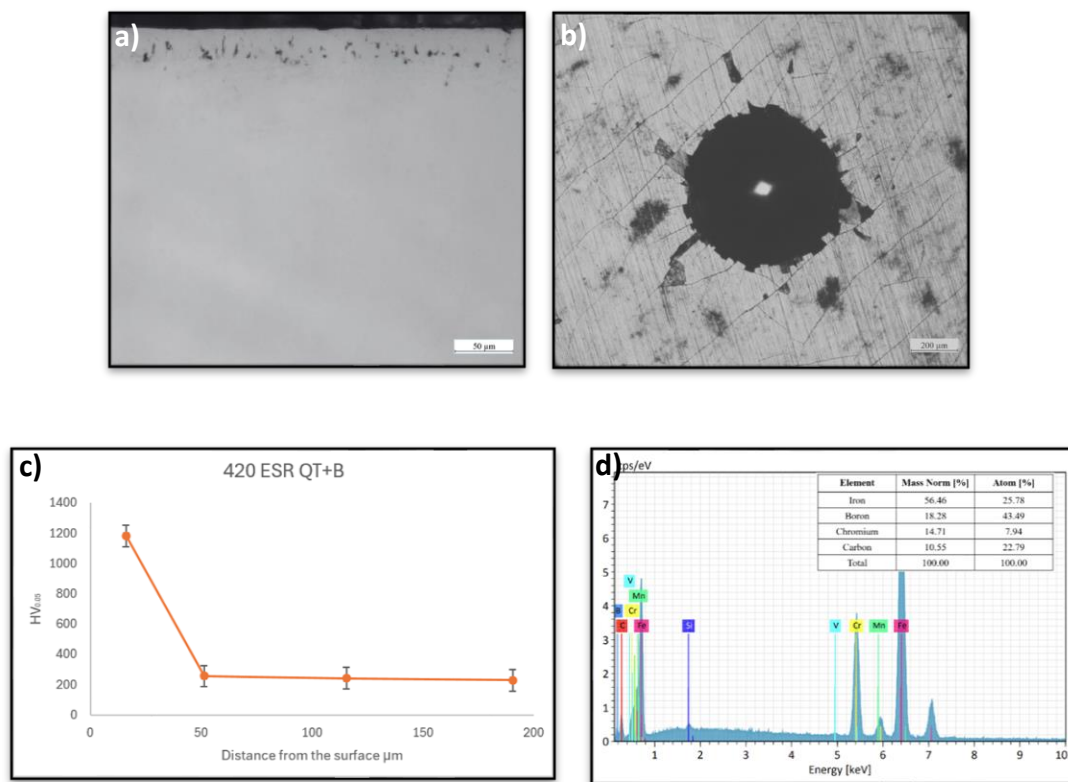 a)
50 µm
b)
200 µm
c)
420 ESR QT+B
1400
1200
1000
800
600
400
200
0
HV0.05
0 50 100 150 200
Distance from the surface µm
d)
cps/eV
Element Mass Norm [%] Atom [%]
Iron 56.46 25.78
Boron 18.28 43.49
Chromium 14.71 7.94
Carbon 10.55 22.79
Total 100.00 100.00
7
6
5
4
3
2
1
0
V
Mn
B Cr
C Fe
Si
V Cr Mn Fe
1 2 3 4 5 6 7 8 9 10
Energy [keV]